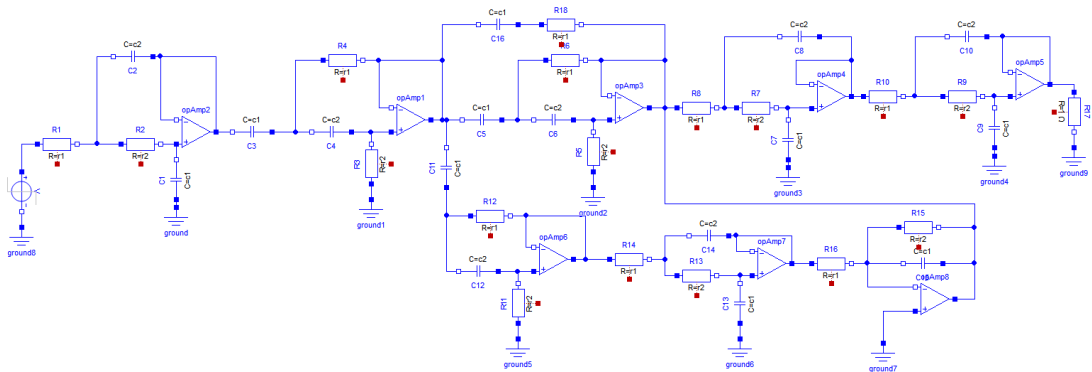 C=c1
R18
C16
R=r1
C=c2
C2
R4
R=r1
R6
R=r1
C=c2
C8
C=c2
C10
opAmp2
opAmp1
opAmp3
opAmp4
opAmp5
R1
R=r1
R2
R=r2
C=c1
C3
C=c2
C4
C=c1
C5
C=c2
C6
R8
R=r1
R7
R=r2
R10
R=r1
R9
R=r2
R17
R=1 Ω
V
C1
C=c1
R3
R=r2
C11
C=c1
R5
R=r2
C7
C=c1
C9
C=c1
ground8
ground
ground1
ground2
ground3
ground4
ground9
R12
R=r1
opAmp6
C=c2
C12
R11
R=r2
R14
R=r1
C=c2
C14
opAmp7
R13
R=r2
C13
C=c1
R16
R=r1
R15
R=r2
C=c1
opAmp8
ground5
ground6
ground7